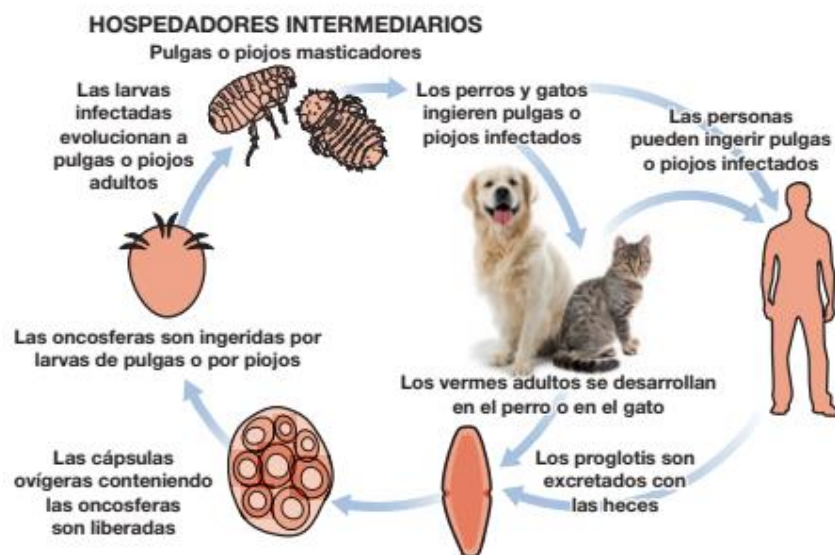 HOSPEDADORES INTERMEDIARIOS
Pulgas o piojos masticadores
Las larvas
infectadas
evolucionan a
pulgas o piojos
adultos
Los perros y gatos
ingieren pulgas o
piojos infectados
Las personas
pueden ingerir pulgas
o piojos infectados
Las oncosferas son ingeridas por
larvas de pulgas o por piojos
Los vermes adultos se desarrollan
en el perro o en el gato
Las cápsulas
ovígeras conteniendo
las oncosferas
son liberadas
Los proglotis son
excretados con
las heces